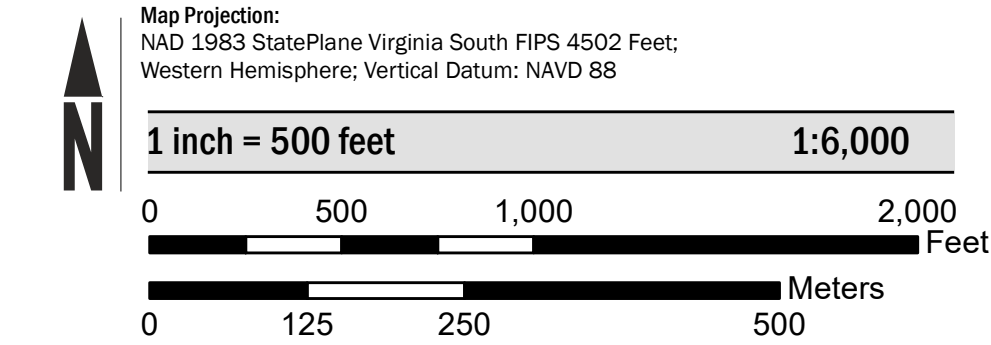 Map Projection:
NAD 1983 StatePlane Virginia South FIPS 4502 Feet;
Western Hemisphere; Vertical Datum: NAVD 88
N
1 inch = 500 feet 1:6,000
0 500 1,000 2,000
Feet
Meters
0 125 250 500